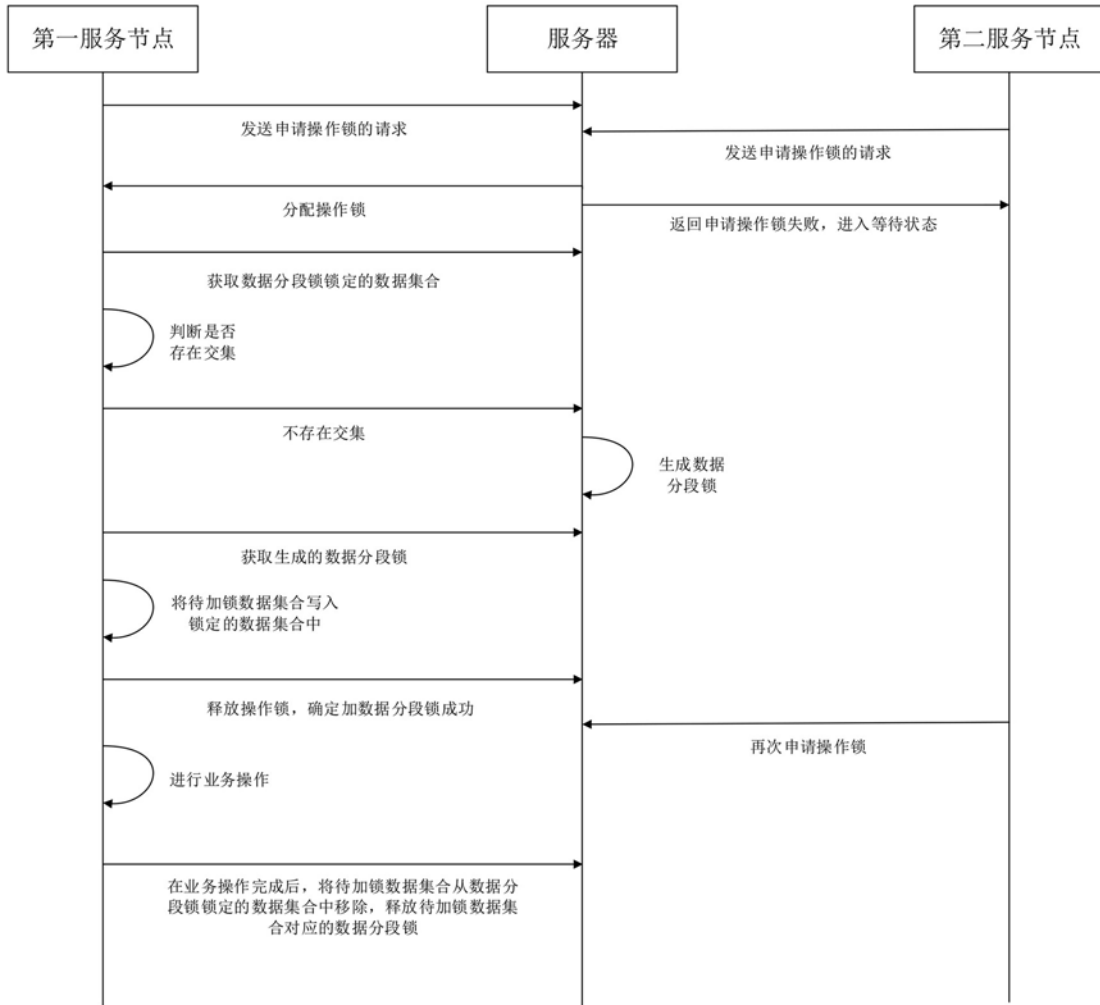 第一服务节点
服务器
第二服务节点
发送申请操作锁的请求
发送申请操作锁的请求
分配操作锁
返回申请操作锁失败，进入等待状态
获取数据分段锁锁定的数据集合
判断是否
存在交集
不存在交集
生成数据
分段锁
获取生成的数据分段锁
将待加锁数据集合写入
锁定的数据集合中
释放操作锁，确定加数据分段锁成功
再次申请操作锁
进行业务操作
在业务操作完成后，将待加锁数据集合从数据分
段锁锁定的数据集合中移除，释放待加锁数据集
合对应的数据分段锁